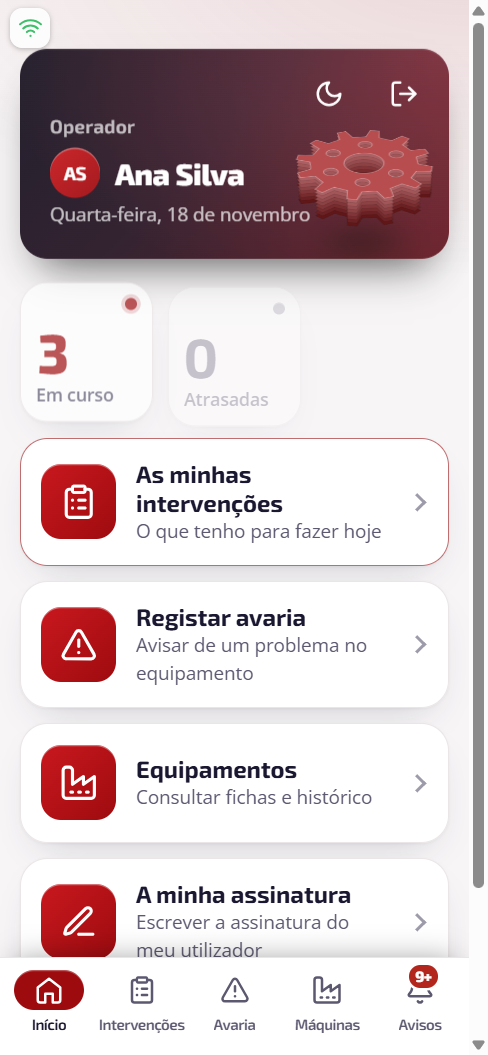 Operador
AS
Ana Silva
Quarta-feira, 18 de novembro
3
Em curso
0
Atrasadas
As minhas
intervenções
O que tenho para fazer hoje
Registar avaria
Avisar de um problema no
equipamento
Equipamentos
Consultar fichas e histórico
A minha assinatura
Escrever a assinatura do
meu utilizador
9+
Início
Intervenções
Avaria
Máquinas
Avisos